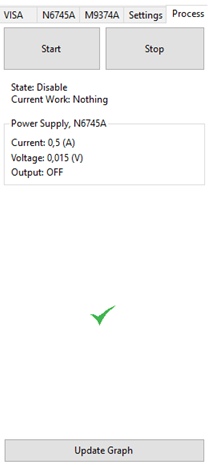 VISA N6745A M9374A Settings Process
Start Stop
State: Disable
Current Work: Nothing
Power Supply, N6745A
Current: 0,5 (A)
Voltage: 0,015 (V)
Output: OFF
Update Graph